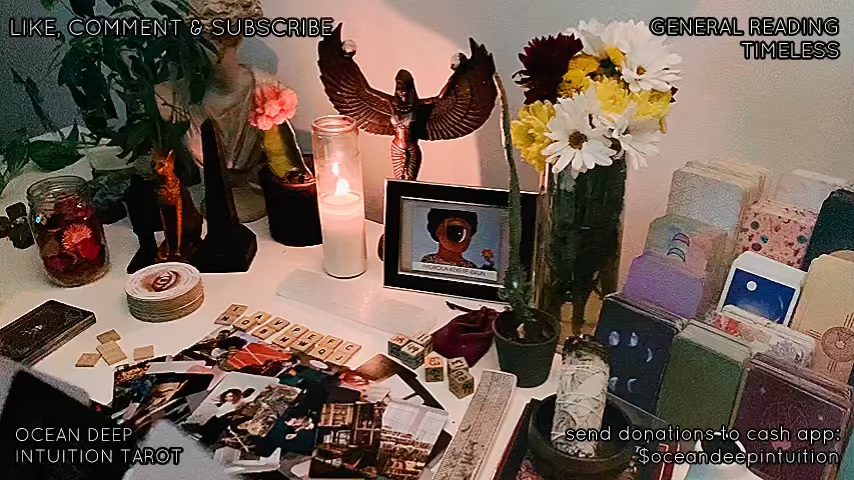 LIKE, COMMENT & SUBSCRIBE
GENERAL READING
TIMELESS
OCEAN DEEP
INTUITION TAROT
send donations to cash app:
$oceandeepintuition